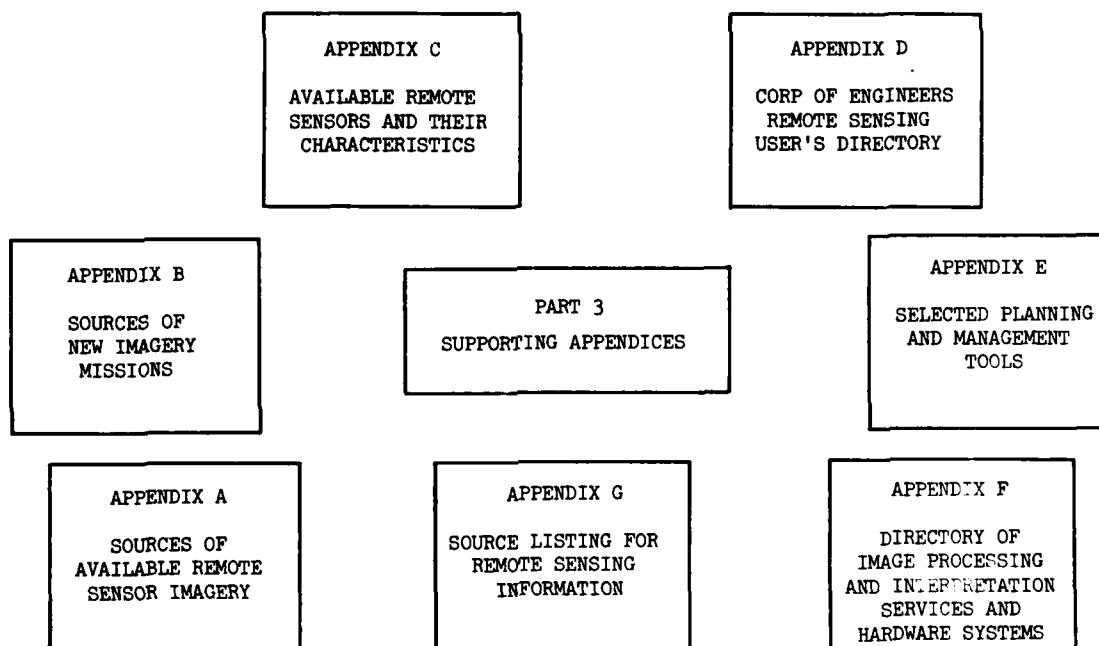 APPENDIX C
AVAILABLE REMOTE
SENSORS AND THEIR
CHARACTERISTICS
APPENDIX D
CORP OF ENGINEERS
REMOTE SENSING
USER'S DIRECTORY
APPENDIX B
SOURCES OF
NEW IMAGERY
MISSIONS
PART 3
SUPPORTING APPENDICES
APPENDIX E
SELECTED PLANNING
AND MANAGEMENT
TOOLS
APPENDIX A
SOURCES OF
AVAILABLE REMOTE
SENSOR IMAGERY
APPENDIX G
SOURCE LISTING FOR
REMOTE SENSING
INFORMATION
APPENDIX F
DIRECTORY OF
IMAGE PROCESSING
AND INTERPRETATION
SERVICES AND
HARDWARE SYSTEMS